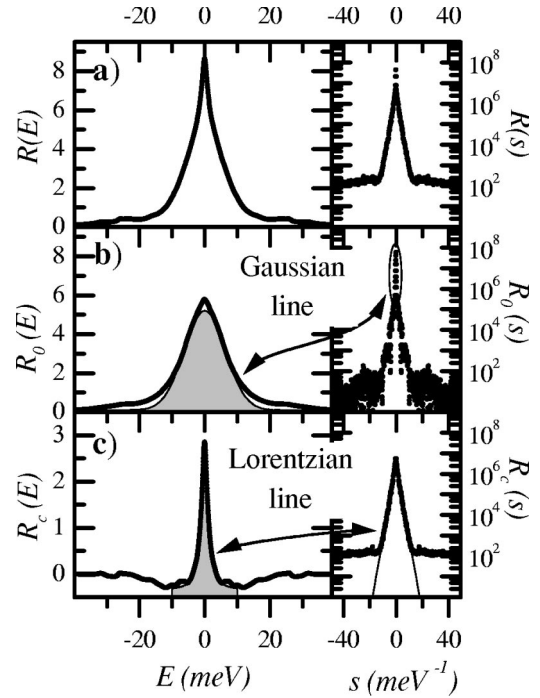 -20 0 20 -40 0 40
a)
R(E)
8
6
4
2
0
10^8
10^6
10^4
10^2
R(s)
b)
R_0(E)
8
6
4
2
0
Gaussian
line
10^8
10^6
10^4
10^2
R_0(s)
c)
R_c(E)
3
2
1
0
Lorentzian
line
10^8
10^6
10^4
10^2
R_c(s)
-20 0 20 -40 0 40
E (meV) s (meV^-1)